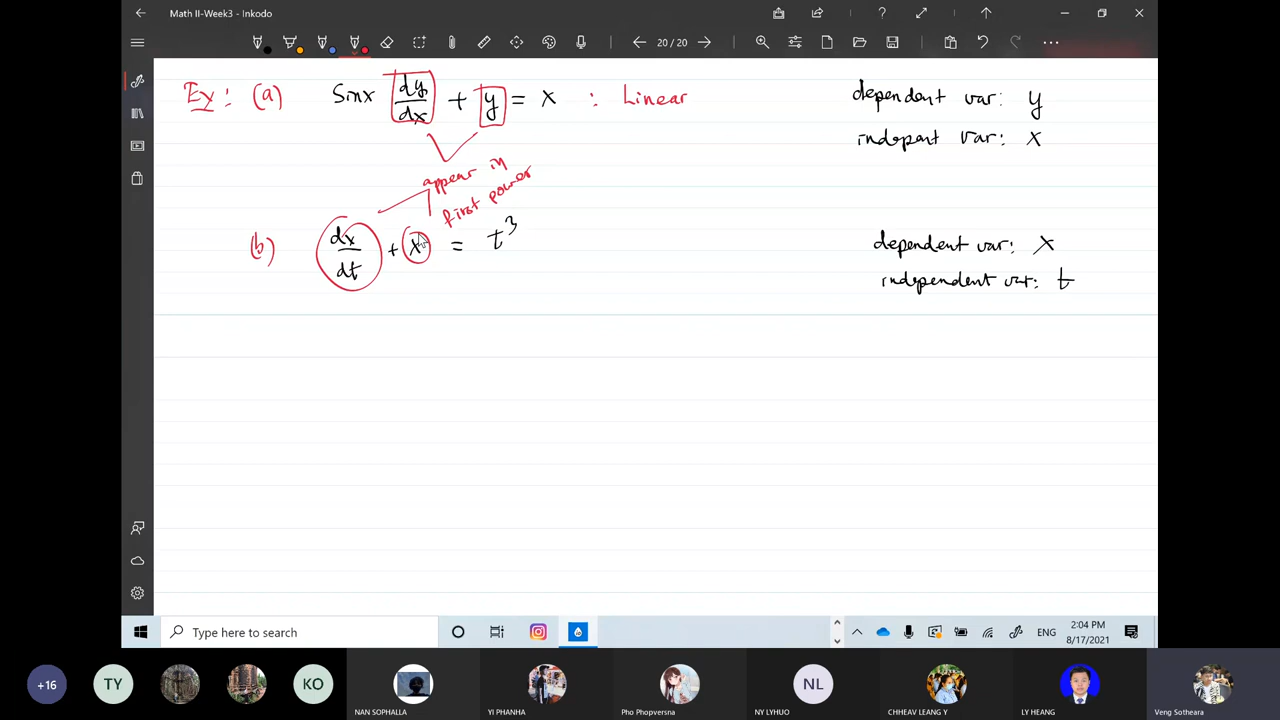 Math II-Week3 - Inkodo
20 / 20
Ex: (a) Sinx dy/dx + y = x : Linear
dependent var: y
indepant var: x
appear in
first power
(b) dx/dt + x = t^3
dependent var: x
independent var: t
Type here to search
ENG
2:04 PM
8/17/2021
+16
TY
KO
NAN SOPHALLA
YI PHANHA
Pho Phopversna
NL
NY LYHUO
CHHEAV LEANG Y
LY HEANG
Veng Sotheara